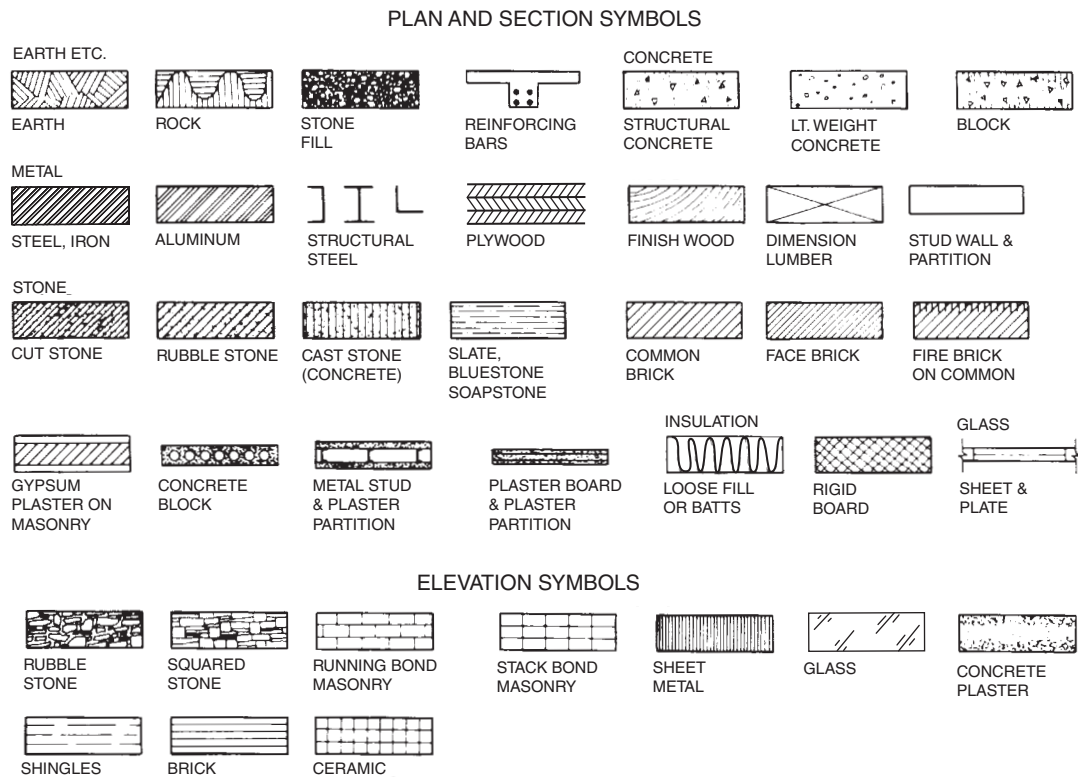 PLAN AND SECTION SYMBOLS
EARTH ETC.
EARTH
ROCK
STONE
FILL
REINFORCING
BARS
CONCRETE
STRUCTURAL
CONCRETE
LT. WEIGHT
CONCRETE
BLOCK
METAL
STEEL, IRON
ALUMINUM
STRUCTURAL
STEEL
PLYWOOD
FINISH WOOD
DIMENSION
LUMBER
STUD WALL &
PARTITION
STONE
CUT STONE
RUBBLE STONE
CAST STONE
(CONCRETE)
SLATE,
BLUESTONE
SOAPSTONE
COMMON
BRICK
FACE BRICK
FIRE BRICK
ON COMMON
GYPSUM
PLASTER ON
MASONRY
CONCRETE
BLOCK
METAL STUD
& PLASTER
PARTITION
PLASTER BOARD
& PLASTER
PARTITION
INSULATION
LOOSE FILL
OR BATTS
RIGID
BOARD
GLASS
SHEET &
PLATE
ELEVATION SYMBOLS
RUBBLE
STONE
SQUARED
STONE
RUNNING BOND
MASONRY
STACK BOND
MASONRY
SHEET
METAL
GLASS
CONCRETE
PLASTER
SHINGLES
BRICK
CERAMIC